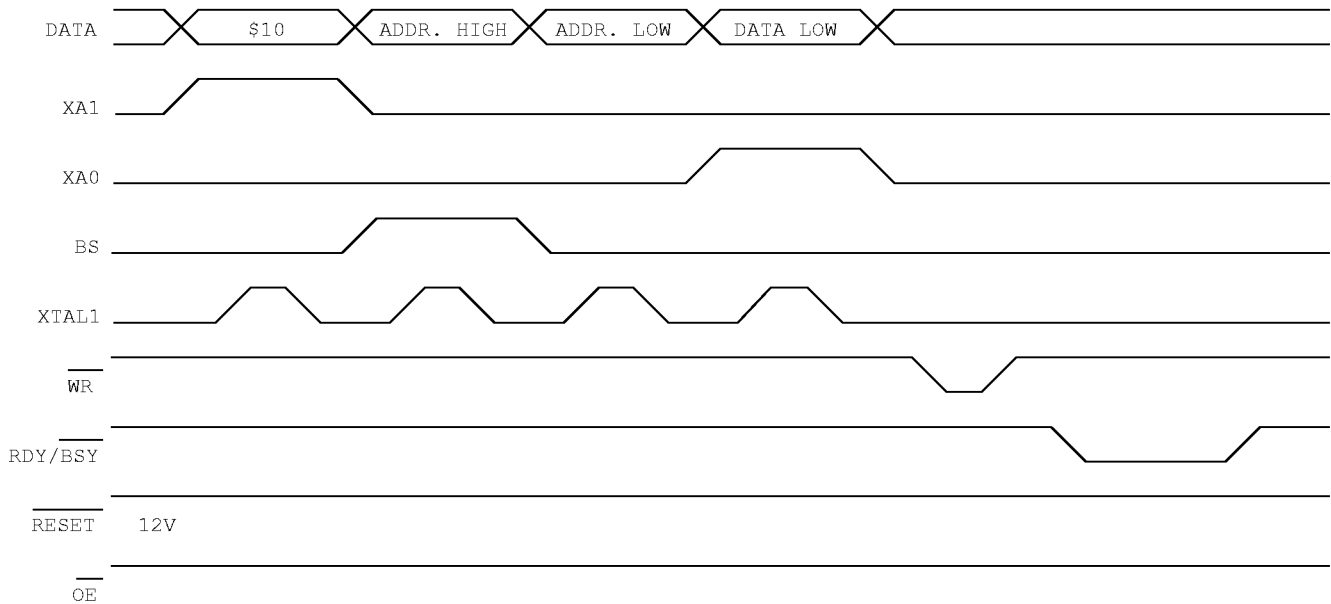 DATA $10 ADDR. HIGH ADDR. LOW DATA LOW
XA1
XA0
BS
XTAL1
WR
RDY/BSY
RESET 12V
OE